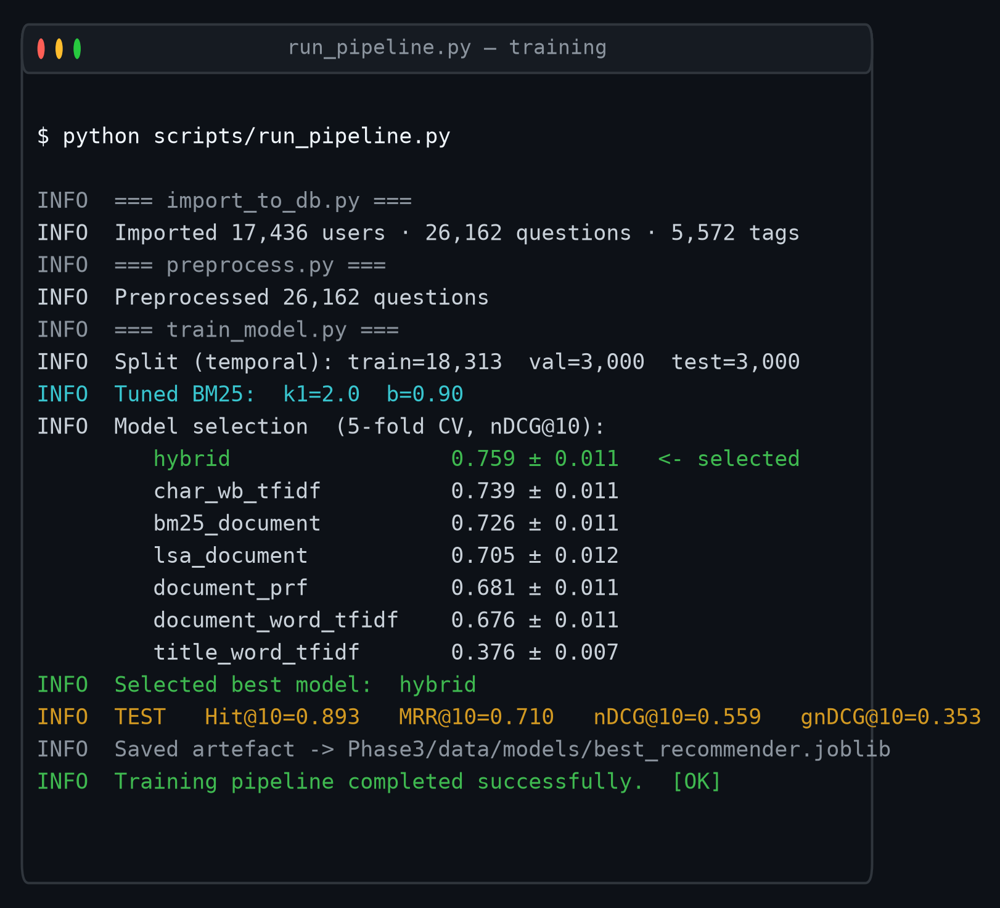 run_pipeline.py — training
$ python scripts/run_pipeline.py
INFO  === import_to_db.py ===
INFO  Imported 17,436 users · 26,162 questions · 5,572 tags
INFO  === preprocess.py ===
INFO  Preprocessed 26,162 questions
INFO  === train_model.py ===
INFO  Split (temporal): train=18,313  val=3,000  test=3,000
INFO  Tuned BM25:  k1=2.0  b=0.90
INFO  Model selection  (5-fold CV, nDCG@10):
hybrid                 0.759 ± 0.011   <- selected
char_wb_tfidf          0.739 ± 0.011
bm25_document          0.726 ± 0.011
lsa_document           0.705 ± 0.012
document_prf           0.681 ± 0.011
document_word_tfidf    0.676 ± 0.011
title_word_tfidf       0.376 ± 0.007
INFO  Selected best model:  hybrid
INFO  TEST   Hit@10=0.893   MRR@10=0.710   nDCG@10=0.559   gnDCG@10=0.353
INFO  Saved artefact -> Phase3/data/models/best_recommender.joblib
INFO  Training pipeline completed successfully.  [OK]